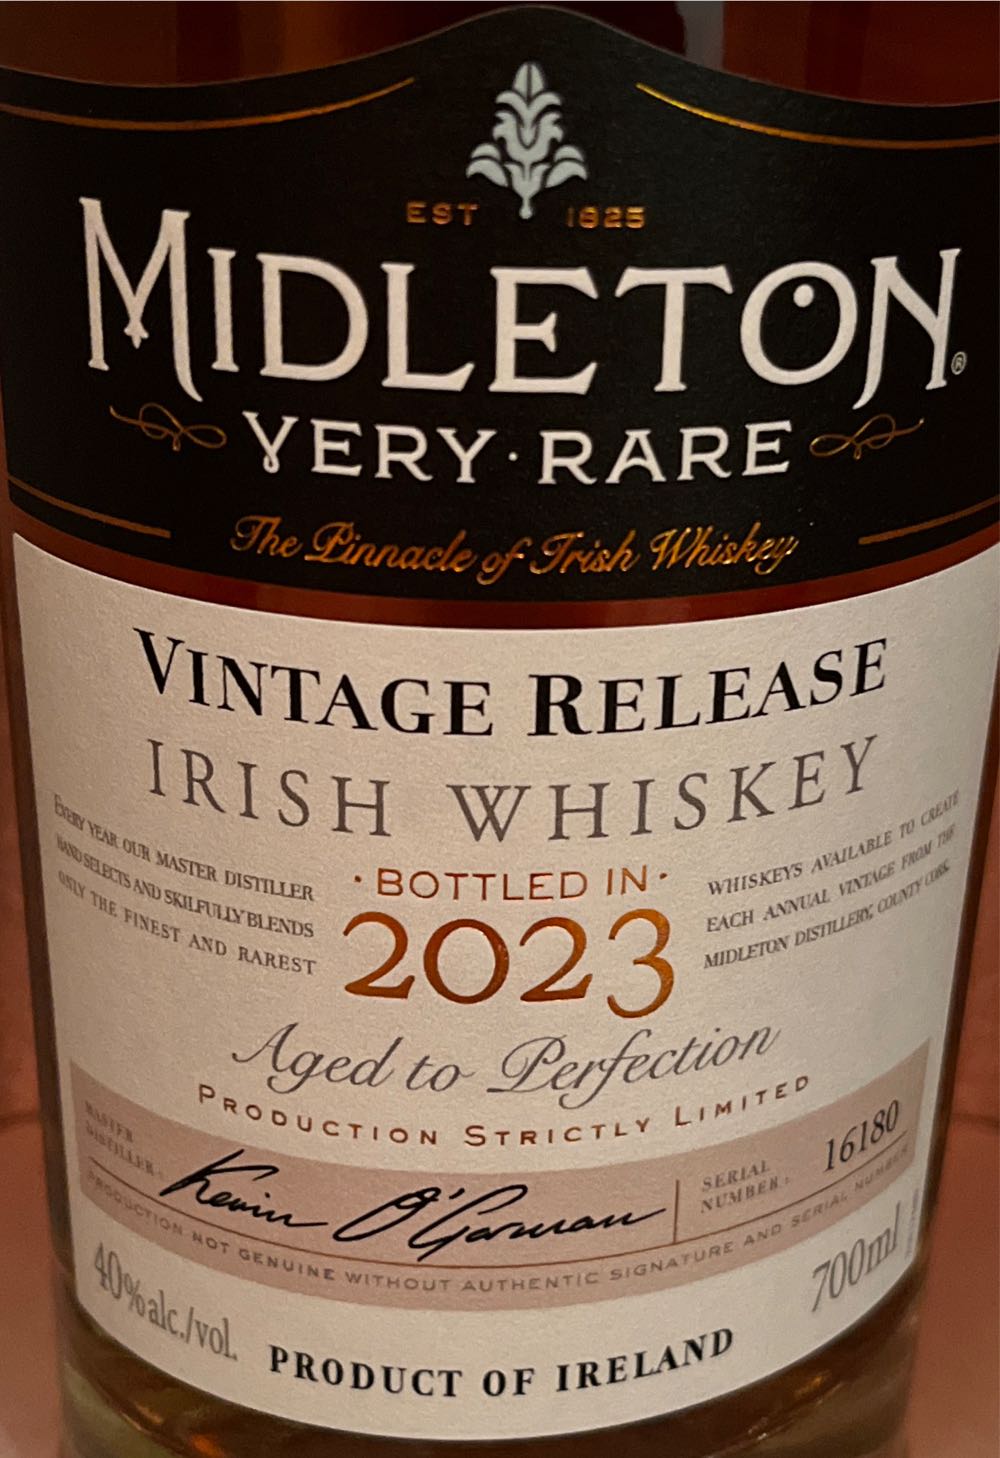 EST 1825
MIDLETON®
VERY·RARE
The Pinnacle of Irish Whiskey
VINTAGE RELEASE
IRISH WHISKEY
EVERY YEAR OUR MASTER DISTILLER
HAND SELECTS AND SKILFULLY BLENDS
ONLY THE FINEST AND RAREST
·BOTTLED IN·
2023
WHISKEYS AVAILABLE TO CREATE
EACH ANNUAL VINTAGE FROM THE
MIDLETON DISTILLERY, COUNTY CORK.
Aged to Perfection
PRODUCTION STRICTLY LIMITED
MASTER
DISTILLER:
Kevin O'Gorman
SERIAL
NUMBER:
16180
PRODUCTION NOT GENUINE WITHOUT AUTHENTIC SIGNATURE AND SERIAL NUMBER
40%alc./vol.
700ml
PRODUCT OF IRELAND